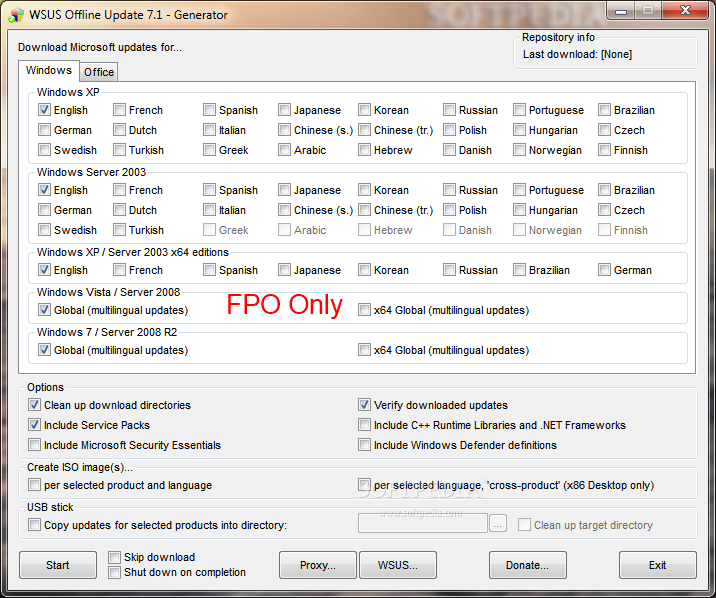 WSUS Offline Update 7.1 - Generator
SOFTPEDIA
Download Microsoft updates for...
Repository info
Last download: [None]
Windows Office
Windows XP
English French Spanish Japanese Korean Russian Portuguese Brazilian
German Dutch Italian Chinese (s.) Chinese (tr.) Polish Hungarian Czech
Swedish Turkish Greek Arabic Hebrew Danish Norwegian Finnish
Windows Server 2003
English French Spanish Japanese Korean Russian Portuguese Brazilian
German Dutch Italian Chinese (s.) Chinese (tr.) Polish Hungarian Czech
Swedish Turkish Greek Arabic Hebrew Danish Norwegian Finnish
Windows XP / Server 2003 x64 editions
English French Spanish Japanese Korean Russian Brazilian German
Windows Vista / Server 2008
Global (multilingual updates) FPO Only x64 Global (multilingual updates)
Windows 7 / Server 2008 R2
Global (multilingual updates) x64 Global (multilingual updates)
Options
Clean up download directories Verify downloaded updates
Include Service Packs Include C++ Runtime Libraries and .NET Frameworks
Include Microsoft Security Essentials Include Windows Defender definitions
Create ISO image(s)...
per selected product and language per selected language, 'cross-product' (x86 Desktop only)
SOFTPEDIA
www.softpedia.com
USB stick
Copy updates for selected products into directory: ... Clean up target directory
Start Skip download Proxy... WSUS... Donate... Exit
Shut down on completion